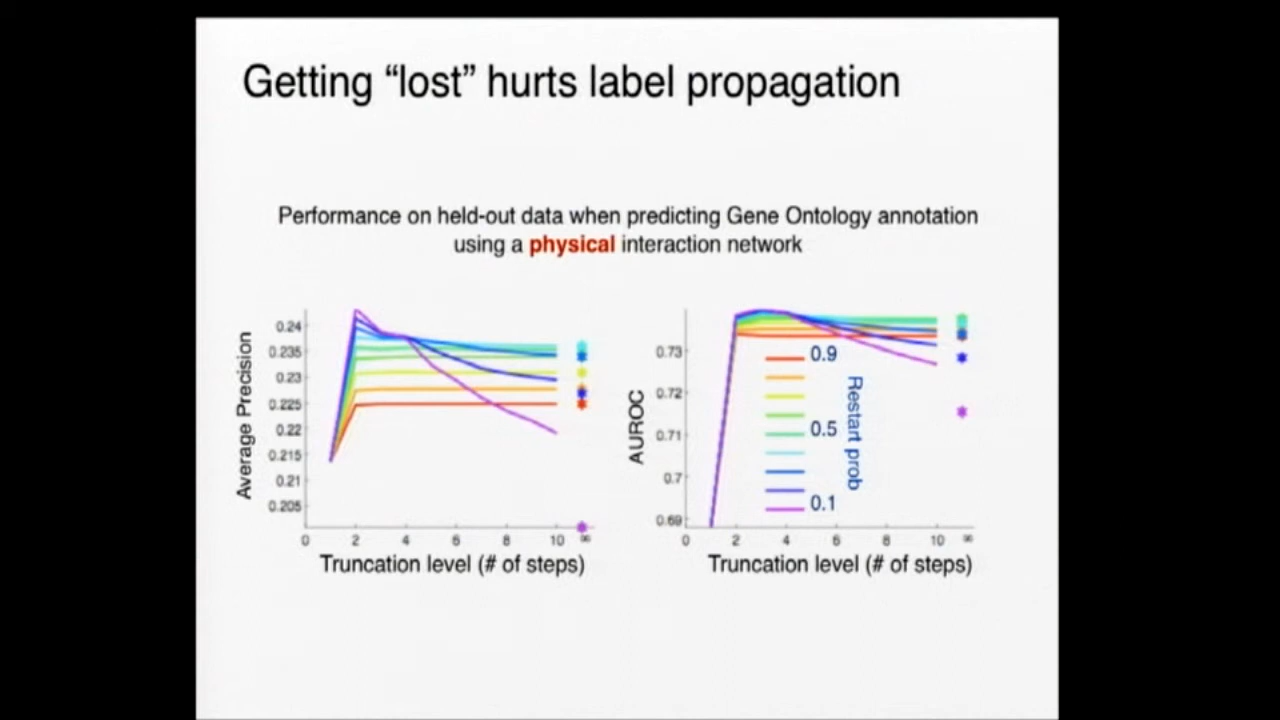 Getting “lost” hurts label propagation
Performance on held-out data when predicting Gene Ontology annotation
using a physical interaction network
Average Precision
0.24
0.235
0.23
0.225
0.22
0.215
0.21
0.205
0 2 4 6 8 10 ∞
Truncation level (# of steps)
AUROC
0.73
0.72
0.71
0.7
0.69
0.9
0.5
0.1
Restart prob
0 2 4 6 8 10 ∞
Truncation level (# of steps)